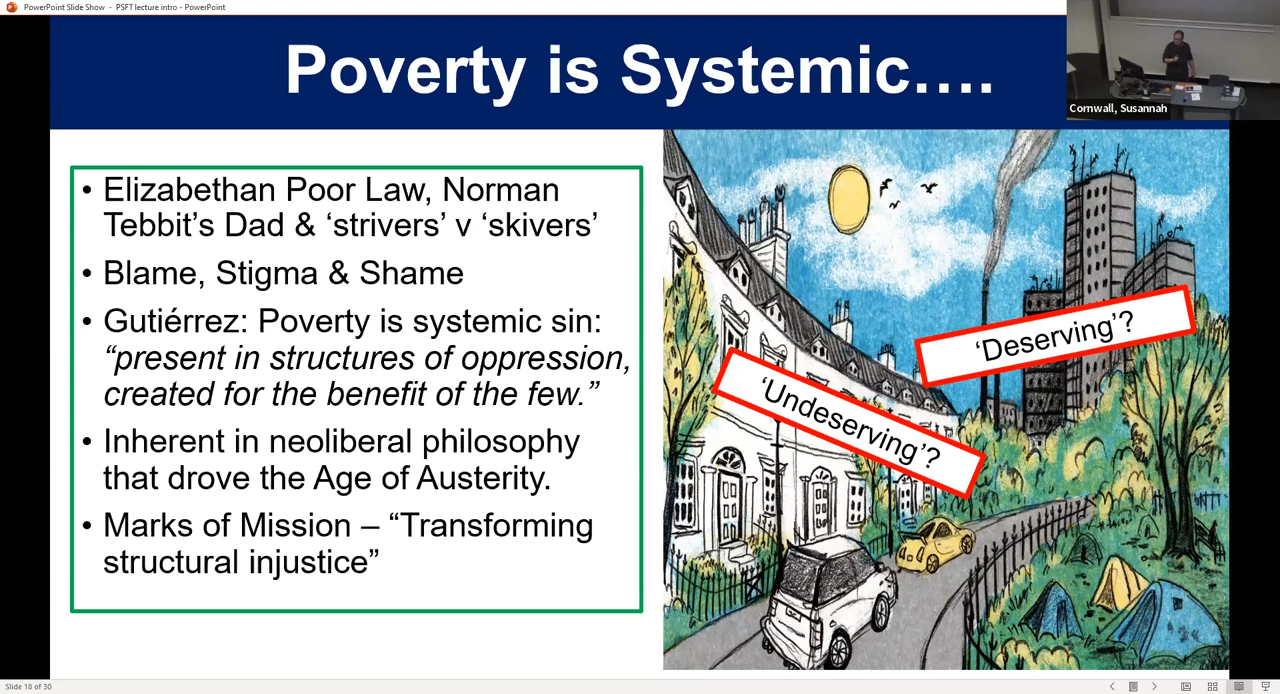 PowerPoint Slide Show - PSFT lecture intro - PowerPoint
Poverty is Systemic….
Cornwall, Susannah
• Elizabethan Poor Law, Norman
Tebbit’s Dad & ‘strivers’ v ‘skivers’
• Blame, Stigma & Shame
• Gutiérrez: Poverty is systemic sin:
“present in structures of oppression,
created for the benefit of the few.”
• Inherent in neoliberal philosophy
that drove the Age of Austerity.
• Marks of Mission – “Transforming
structural injustice”
‘Deserving’?
‘Undeserving’?
Slide 18 of 30